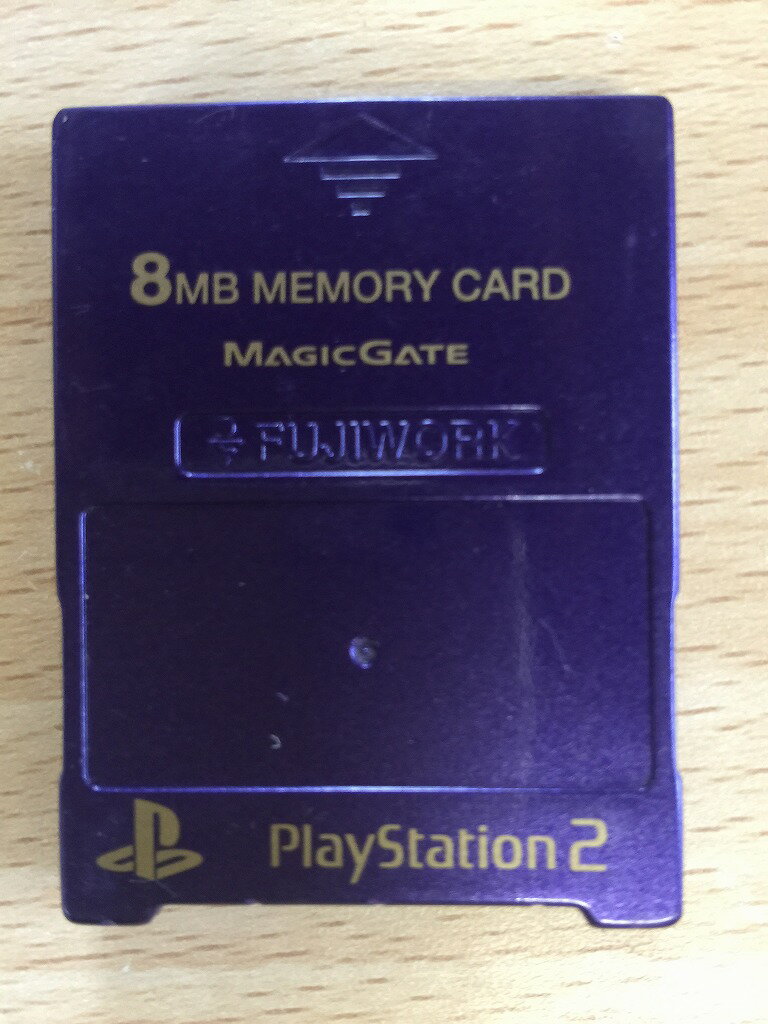 8MB MEMORY CARD
MAGICGATE
FUJIWORK
PlayStation 2